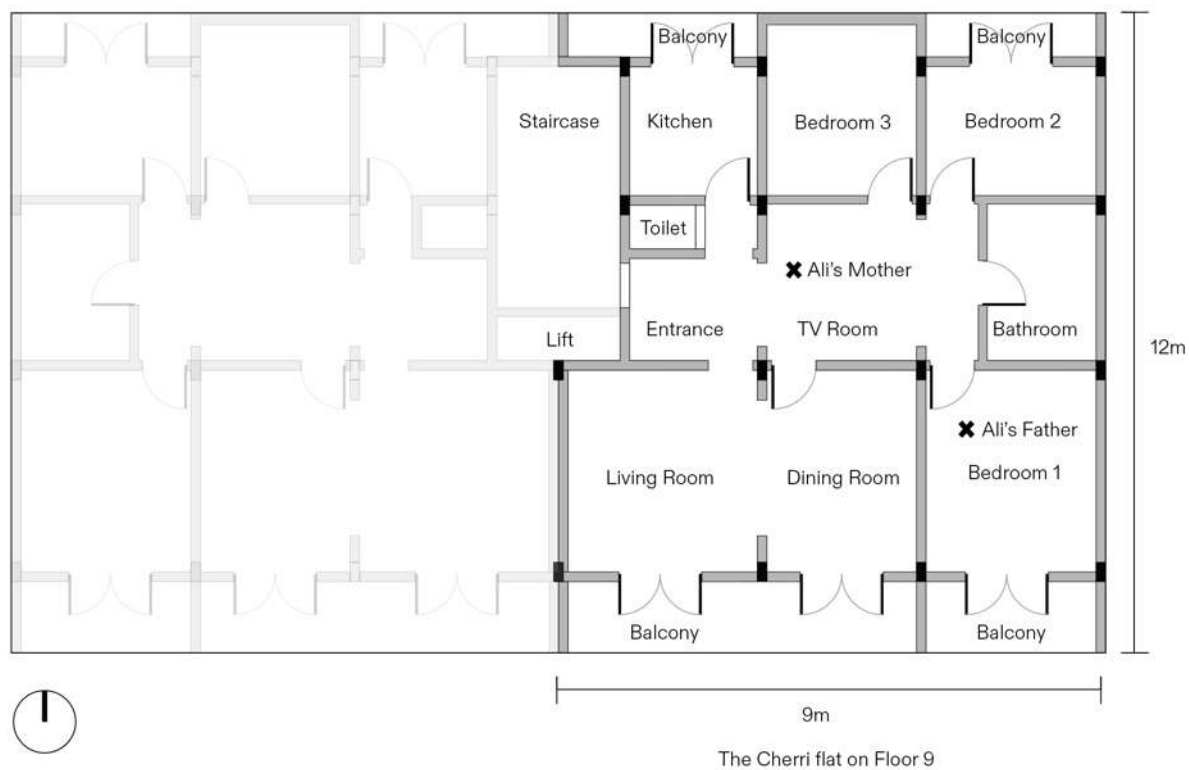 Balcony
Balcony
Staircase
Kitchen
Bedroom 3
Bedroom 2
Toilet
Ali's Mother
Entrance
TV Room
Bathroom
Lift
12m
Ali's Father
Living Room
Dining Room
Bedroom 1
Balcony
Balcony
9m
The Cherri flat on Floor 9